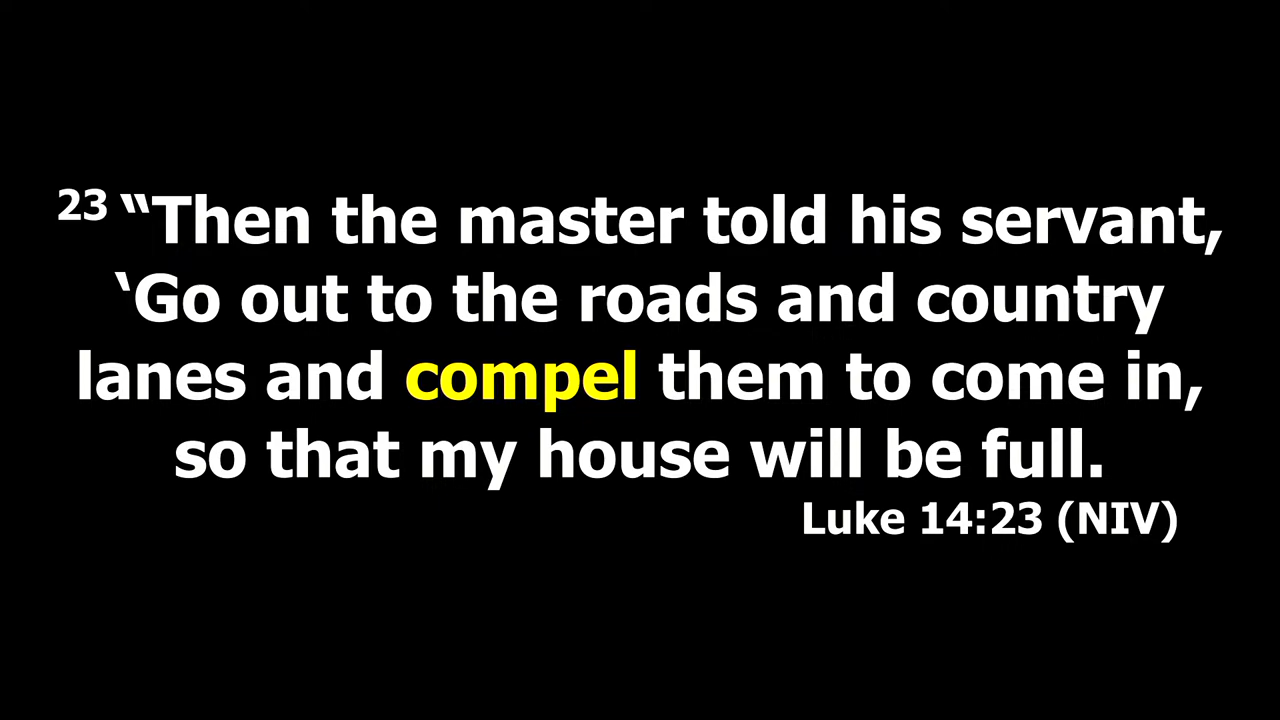 23 “Then the master told his servant,
‘Go out to the roads and country
lanes and compel them to come in,
so that my house will be full.
Luke 14:23 (NIV)